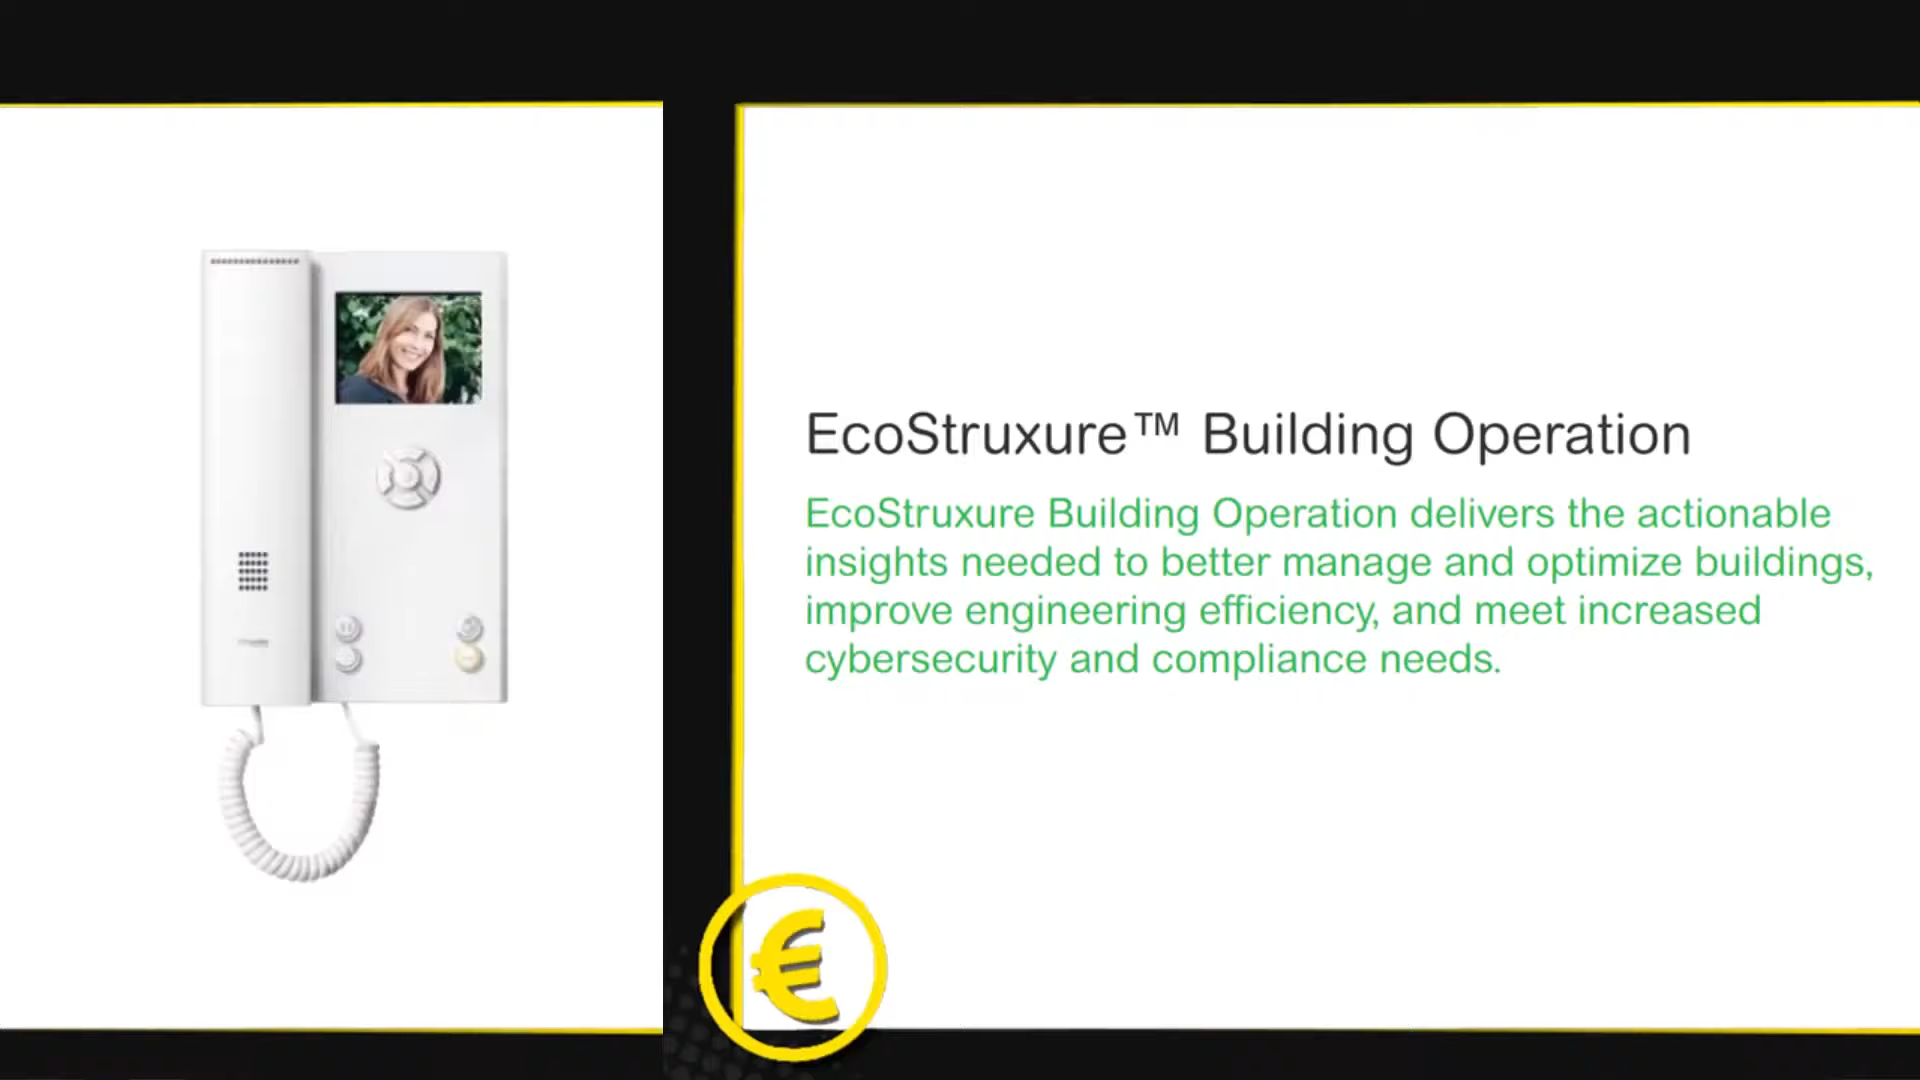 EcoStruxure™ Building Operation
EcoStruxure Building Operation delivers the actionable
insights needed to better manage and optimize buildings,
improve engineering efficiency, and meet increased
cybersecurity and compliance needs.
€